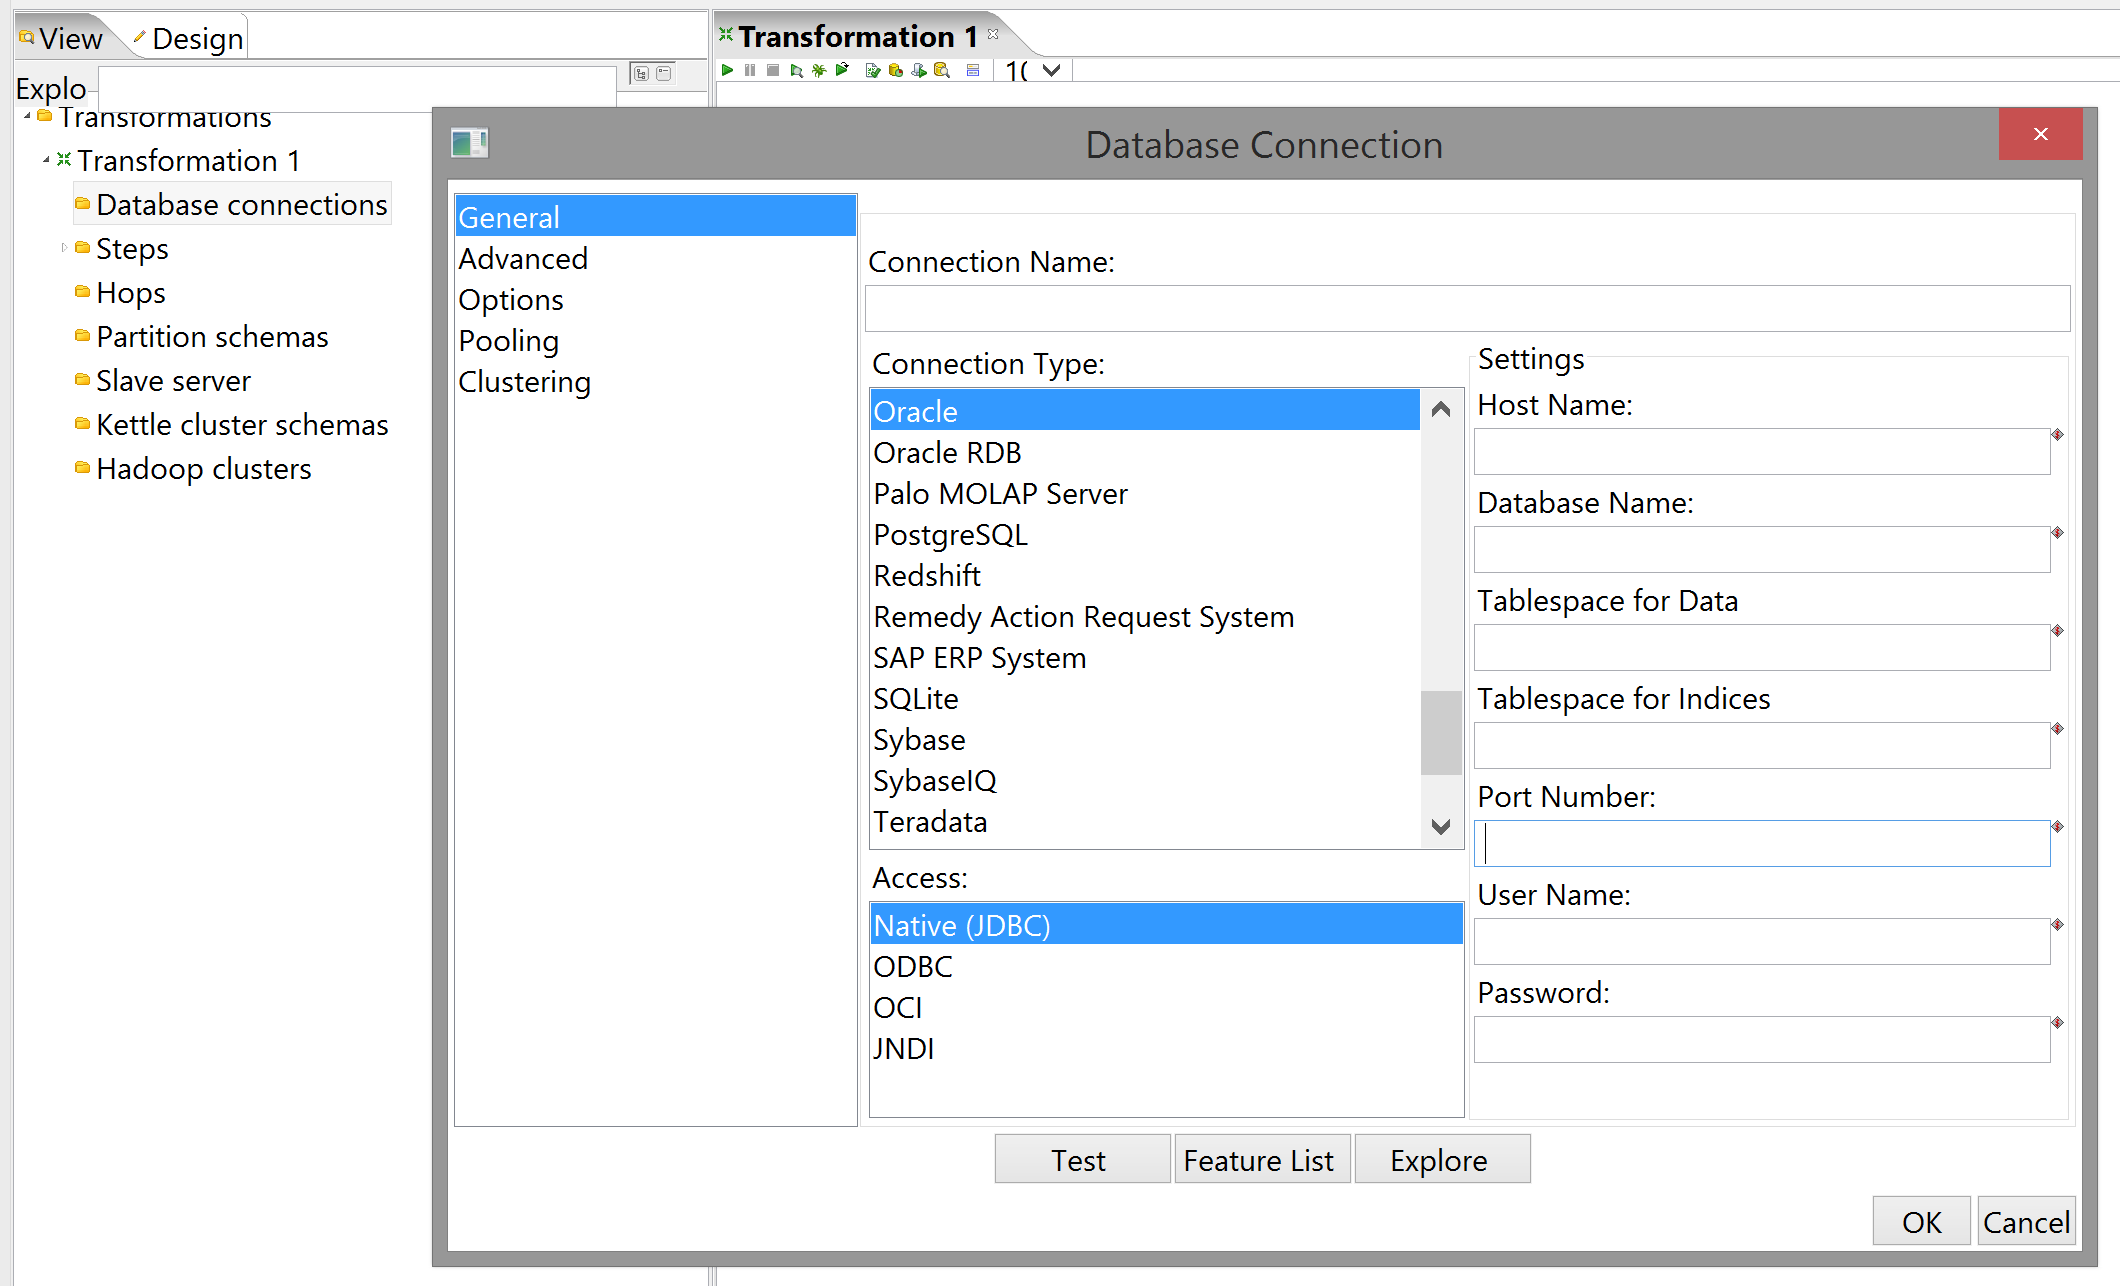 View
Design
Transformation 1
Explo
10
Transformations
Transformation 1
Database connections
Steps
Hops
Partition schemas
Slave server
Kettle cluster schemas
Hadoop clusters
Database Connection
General
Advanced
Options
Pooling
Clustering
Connection Name:
Connection Type:
Oracle
Oracle RDB
Palo MOLAP Server
PostgreSQL
Redshift
Remedy Action Request System
SAP ERP System
SQLite
Sybase
SybaseIQ
Teradata
Access:
Native (JDBC)
ODBC
OCI
JNDI
Settings
Host Name:
Database Name:
Tablespace for Data
Tablespace for Indices
Port Number:
User Name:
Password:
Test
Feature List
Explore
OK
Cancel